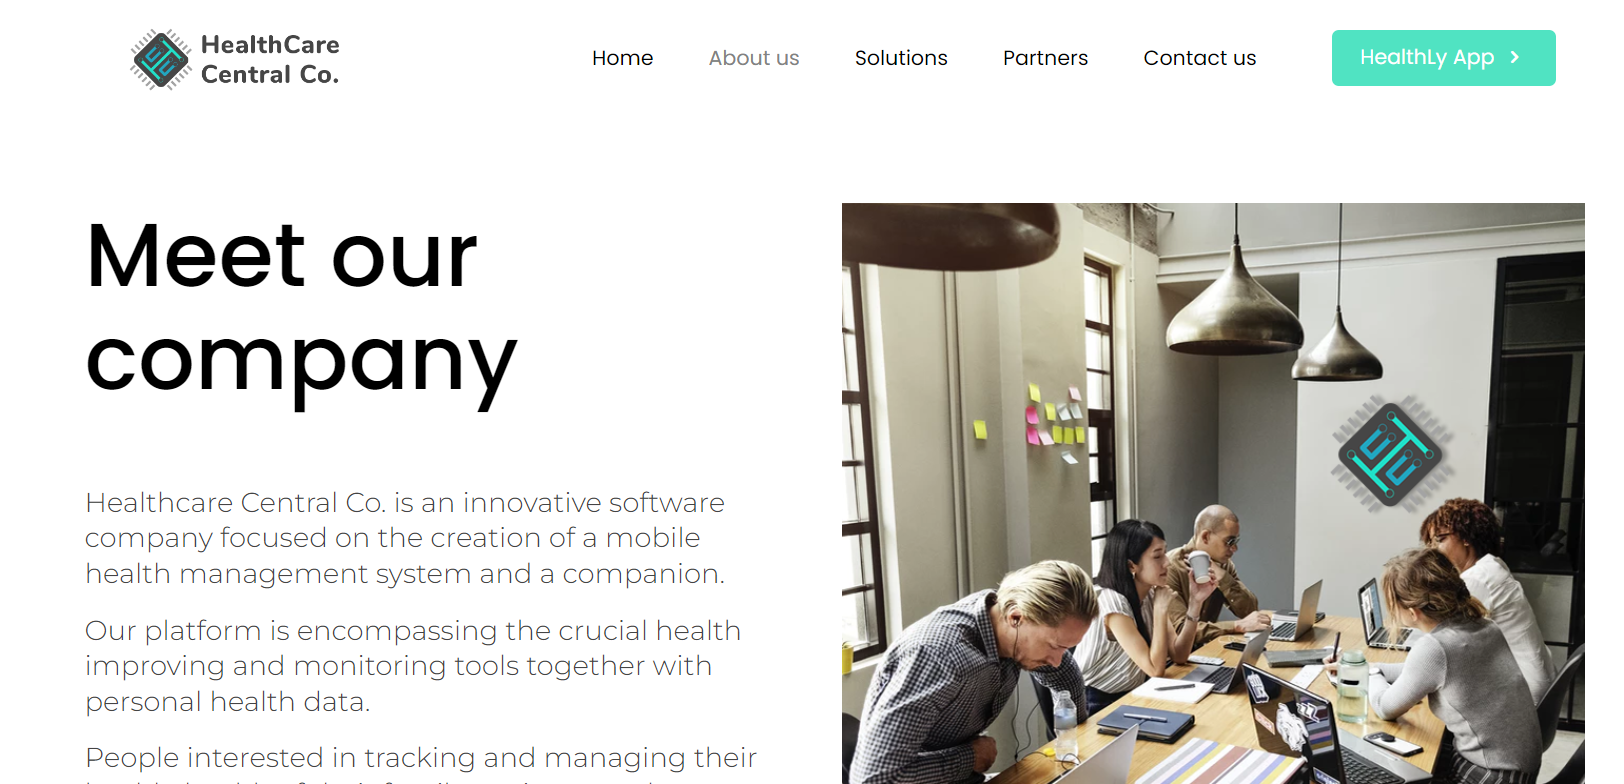 HealthCare
Central Co.
Home
About us
Solutions
Partners
Contact us
HealthLy App
Meet our
company
Healthcare Central Co. is an innovative software
company focused on the creation of a mobile
health management system and a companion.
Our platform is encompassing the crucial health
improving and monitoring tools together with
personal health data.
People interested in tracking and managing their